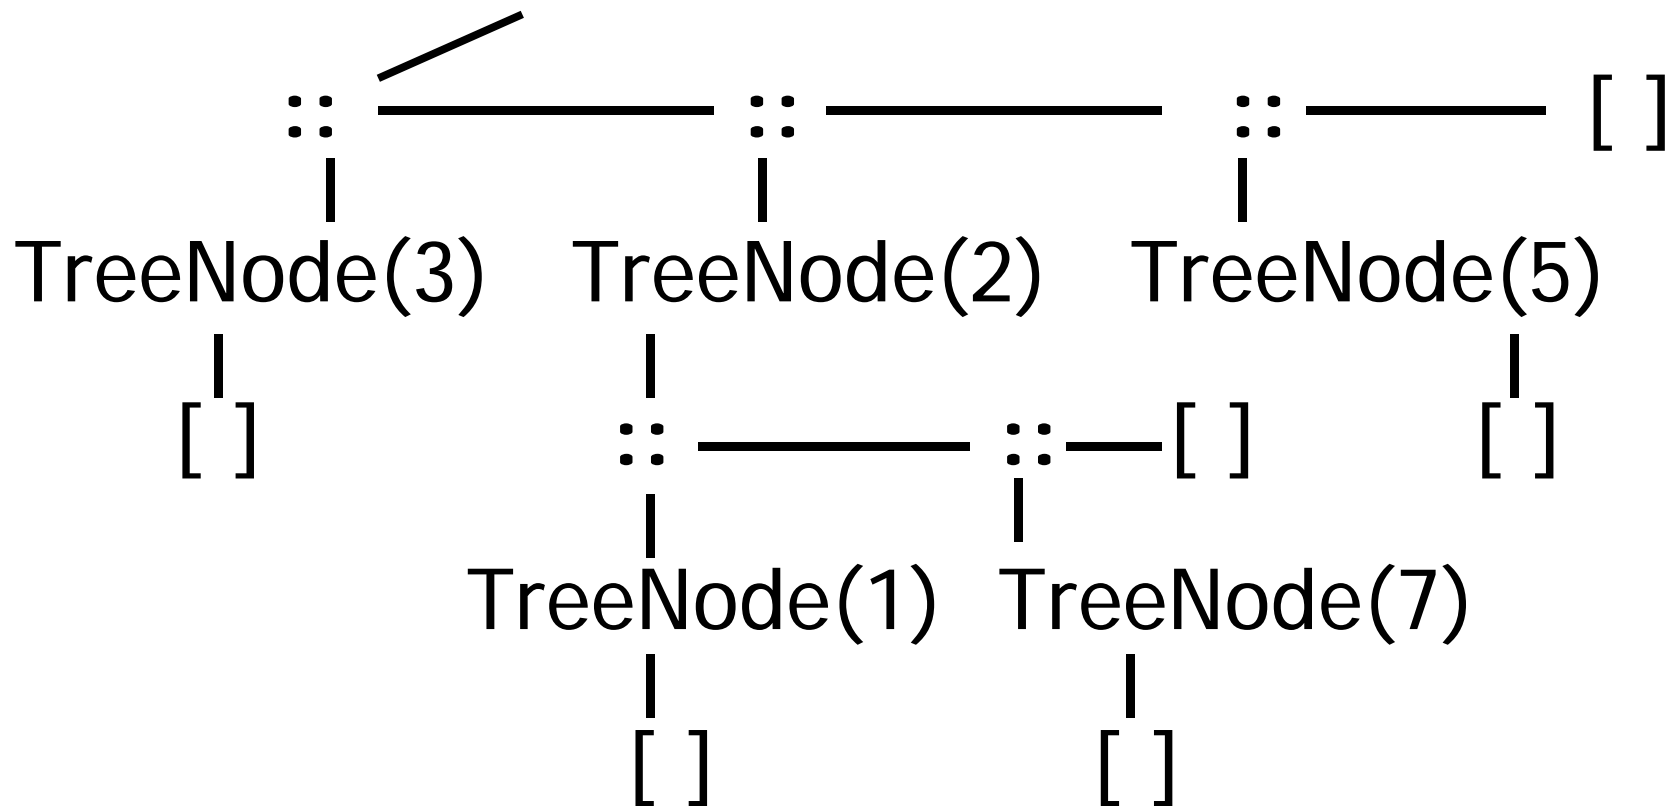 :: :: :: [ ]
TreeNode(3) TreeNode(2) TreeNode(5)
[ ] :: :: [ ] [ ]
TreeNode(1) TreeNode(7)
[ ] [ ]